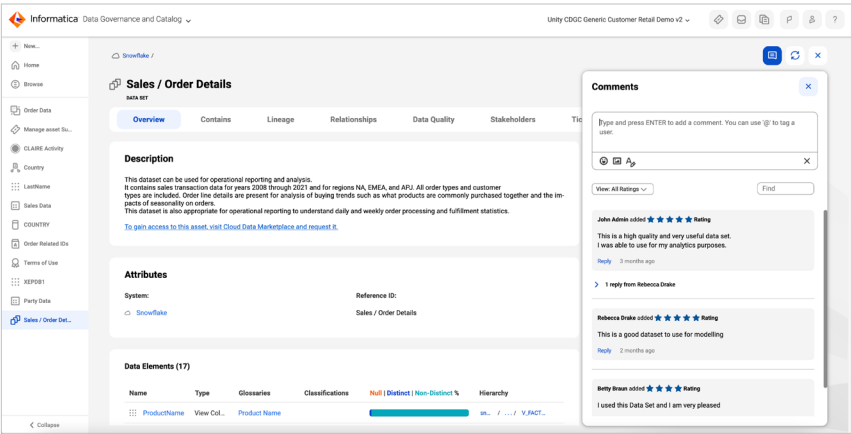 Informatica Data Governance and Catalog
Unity CDGC Generic Customer Retail Demo v2
New...
Home
Browse
Order Data
Manage asset Su...
CLAIRE Activity
Country
LastName
Sales Data
COUNTRY
Order Related IDs
Terms of Use
XEPDB1
Party Data
Sales / Order Det...
Collapse
Snowflake /
Sales / Order Details
DATA SET
Overview Contains Lineage Relationships Data Quality Stakeholders Tic
Description
This dataset can be used for operational reporting and analysis.
It contains sales transaction data for years 2008 through 2021 and for regions NA, EMEA, and APJ. All order types and customer
types are included. Order line details are present for analysis of buying trends such as what products are commonly purchased together and the im-
pacts of seasonality on orders.
This dataset is also appropriate for operational reporting to understand daily and weekly order processing and fulfillment statistics.
To gain access to this asset, visit Cloud Data Marketplace and request it.
Attributes
System: Reference ID:
Snowflake Sales / Order Details
Data Elements (17)
Name Type Glossaries Classifications Null | Distinct | Non-Distinct % Hierarchy
ProductName View Col... Product Name sn... / ... / V_FACT...
Comments
Type and press ENTER to add a comment. You can use '@' to tag a
user.
View: All Ratings
Find
John Admin added Rating
This is a high quality and very useful data set.
I was able to use for my analytics purposes.
Reply 3 months ago
1 reply from Rebecca Drake
Rebecca Drake added Rating
This is a good dataset to use for modelling
Reply 2 months ago
Betty Braun added Rating
I used this Data Set and I am very pleased